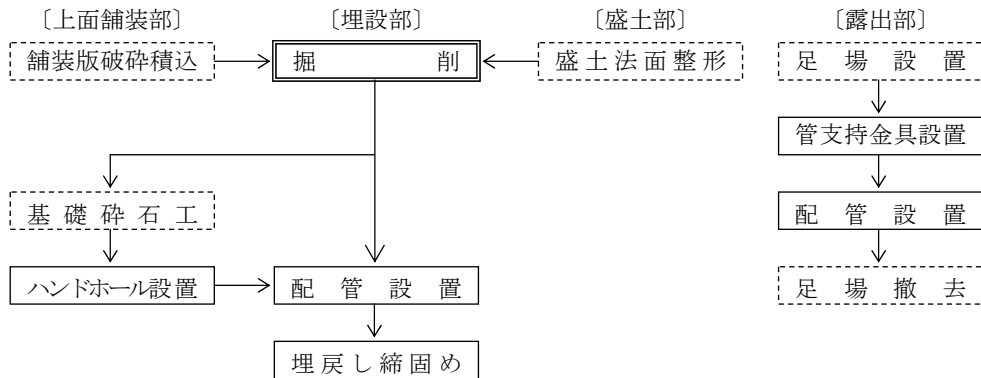 〔上面舗装部〕 〔埋設部〕 〔盛土部〕 〔露出部〕
舗装版破砕積込 掘削 盛土法面整形 足場設置
管支持金具設置
基礎砕石工 配管設置
ハンドホール設置 配管設置 足場撤去
埋戻し締固め